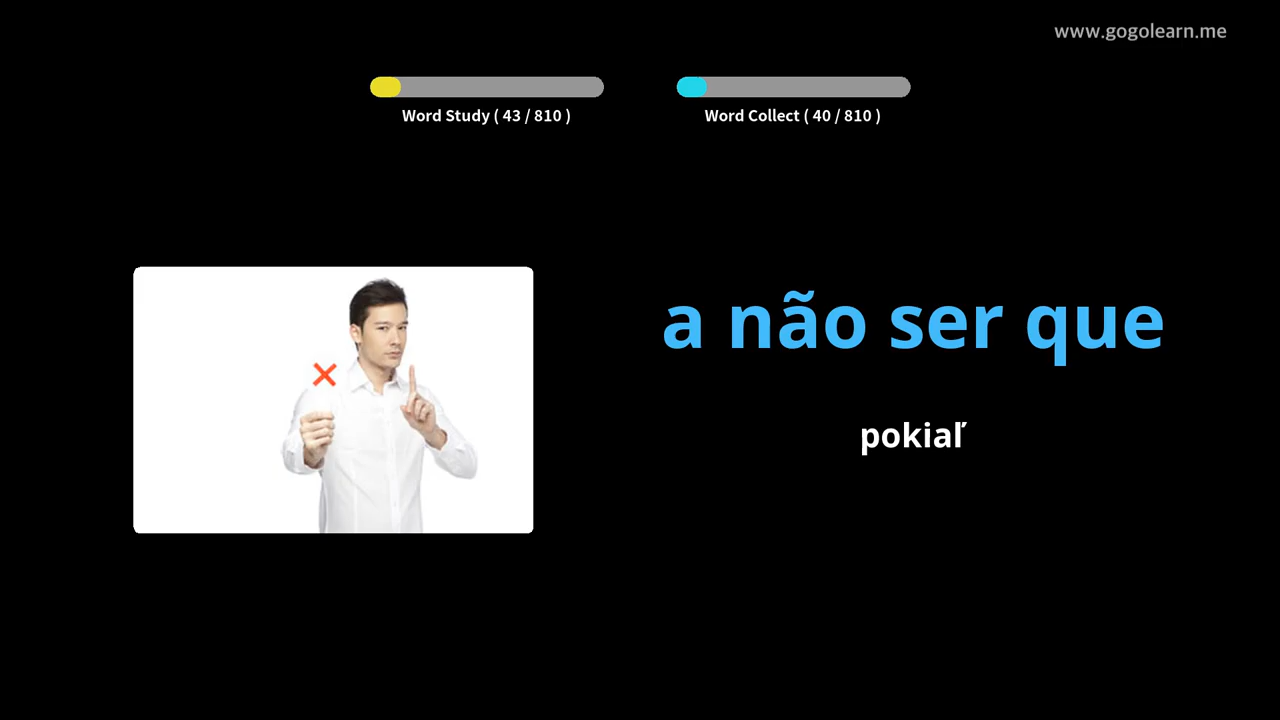 www.gogolearn.me
Word Study ( 43 / 810 )
Word Collect ( 40 / 810 )
a não ser que
pokiaľ